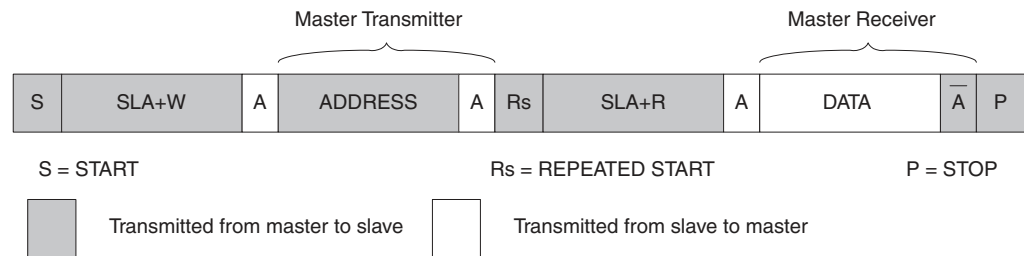 Master Transmitter Master Receiver
S SLA+W A ADDRESS A Rs SLA+R A DATA A̅ P
S = START Rs = REPEATED START P = STOP
Transmitted from master to slave Transmitted from slave to master